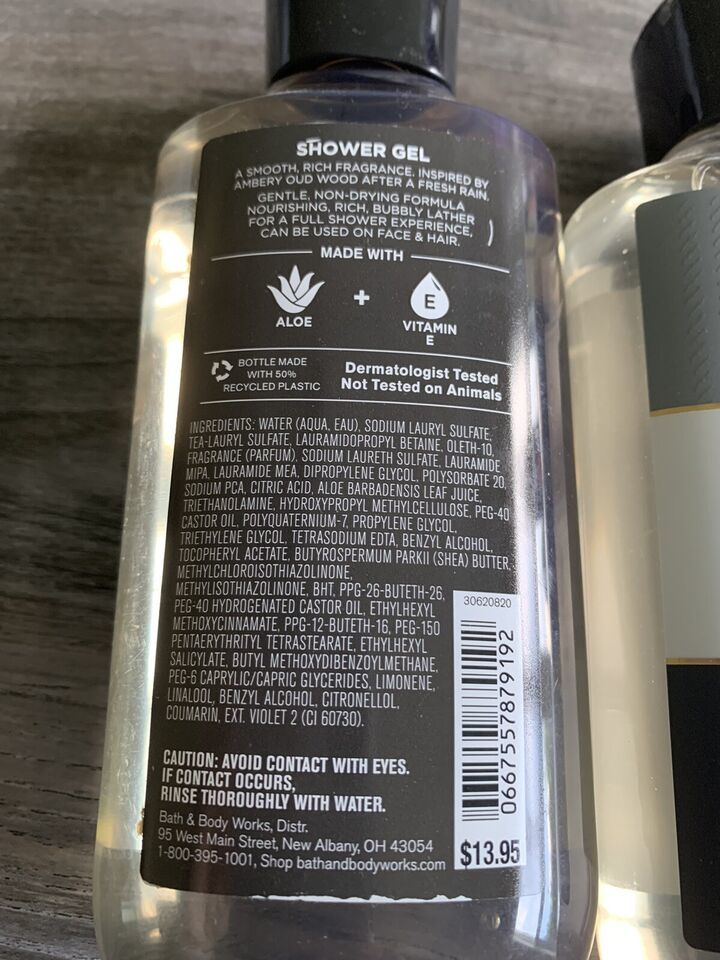 SHOWER GEL
A SMOOTH, RICH FRAGRANCE. INSPIRED BY
AMBERY OUD WOOD AFTER A FRESH RAIN.
GENTLE, NON-DRYING FORMULA
NOURISHING, RICH, BUBBLY LATHER
FOR A FULL SHOWER EXPERIENCE,
CAN BE USED ON FACE & HAIR.
MADE WITH
ALOE
+
E
VITAMIN
E
BOTTLE MADE
WITH 50%
RECYCLED PLASTIC
Dermatologist Tested
Not Tested on Animals
INGREDIENTS: WATER (AQUA, EAU), SODIUM LAURYL SULFATE,
TEA-LAURYL SULFATE, LAURAMIDOPROPYL BETAINE, OLETH-10,
FRAGRANCE (PARFUM), SODIUM LAURETH SULFATE, LAURAMIDE
MIPA, LAURAMIDE MEA, DIPROPYLENE GLYCOL, POLYSORBATE 20,
SODIUM PCA, CITRIC ACID, ALOE BARBADENSIS LEAF JUICE,
TRIETHANOLAMINE, HYDROXYPROPYL METHYLCELLULOSE, PEG-40
CASTOR OIL, POLYQUATERNIUM-7, PROPYLENE GLYCOL,
TRIETHYLENE GLYCOL, TETRASODIUM EDTA, BENZYL ALCOHOL,
TOCOPHERYL ACETATE, BUTYROSPERMUM PARKII (SHEA) BUTTER,
METHYLCHLOROISOTHIAZOLINONE,
METHYLISOTHIAZOLINONE, BHT, PPG-26-BUTETH-26,
PEG-40 HYDROGENATED CASTOR OIL, ETHYLHEXYL
METHOXYCINNAMATE, PPG-12-BUTETH-16, PEG-150
PENTAERYTHRITYL TETRASTEARATE, ETHYLHEXYL
SALICYLATE, BUTYL METHOXYDIBENZOYLMETHANE,
PEG-6 CAPRYLIC/CAPRIC GLYCERIDES, LIMONENE,
LINALOOL, BENZYL ALCOHOL, CITRONELLOL,
COUMARIN, EXT. VIOLET 2 (CI 60730).
CAUTION: AVOID CONTACT WITH EYES.
IF CONTACT OCCURS,
RINSE THOROUGHLY WITH WATER.
Bath & Body Works, Distr.
95 West Main Street, New Albany, OH 43054
1-800-395-1001, Shop bathandbodyworks.com
30620820
0667557879192
$13.95